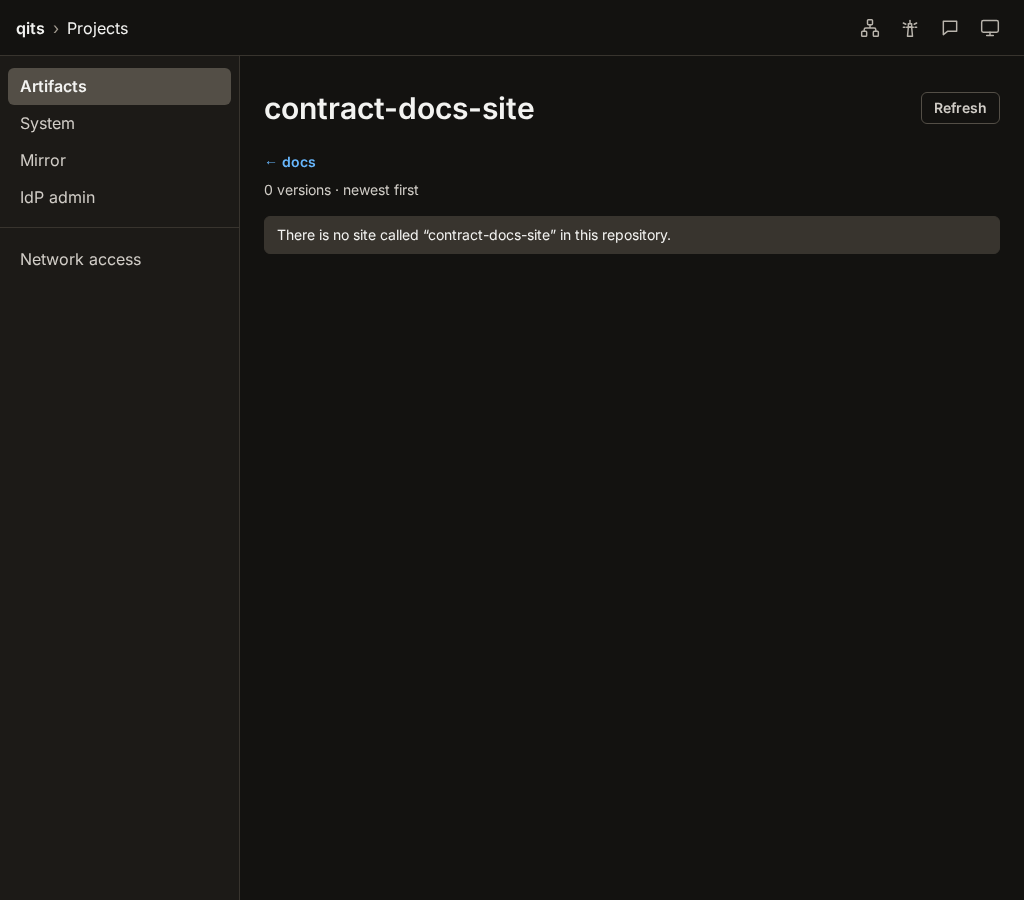 qits › Projects
Artifacts
System
Mirror
IdP admin
Network access
contract-docs-site
Refresh
← docs
0 versions · newest first
There is no site called “contract-docs-site” in this repository.